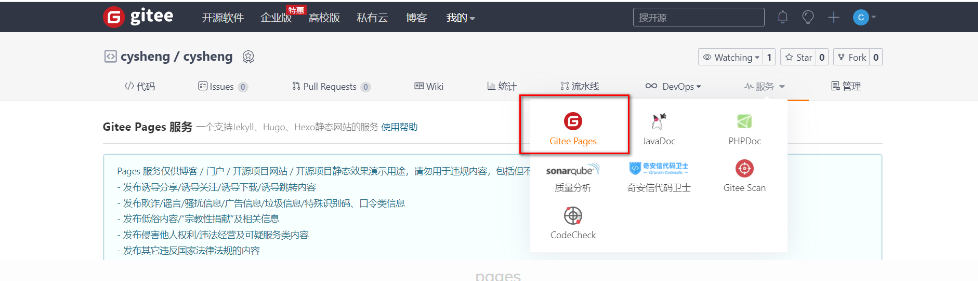 gitee 开源软件 企业版 特惠 高校版 私有云 博客 我的 搜开源 C
cysheng / cysheng Watching 1 Star 0 Fork 0
代码 Issues 0 Pull Requests 0 Wiki 统计 流水线 DevOps 服务 管理
Gitee Pages 服务 一个支持Jekyll、Hugo、Hexo静态网站的服务 使用帮助
Gitee Pages JavaDoc PHPDoc
Pages 服务仅供博客 / 门户 / 开源项目网站 / 开源项目静态效果演示用途，请勿用于违规内容，包括但不
- 发布诱导分享/诱导关注/诱导下载/诱导跳转内容
- 发布欺诈/谣言/骚扰信息/广告信息/垃圾信息/特殊识别码、口令类信息
- 发布低俗内容/“宗教性捐献”及相关信息
- 发布侵害他人权利/违法经营及可疑服务类内容
- 发布其它违反国家法律法规的内容
sonarqube 奇安信代码卫士
质量分析 奇安信代码卫士 Gitee Scan
CodeCheck
pages